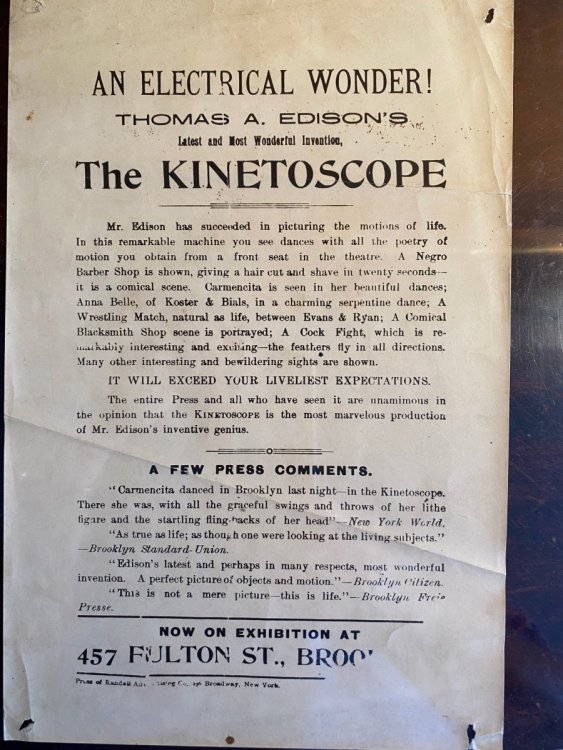 AN ELECTRICAL WONDER!
THOMAS A. EDISON'S
Latest and Most Wonderful Invention,
The KINETOSCOPE
Mr. Edison has succeeded in picturing the motions of life.
In this remarkable machine you see dances with all the poetry of
motion you obtain from a front seat in the theatre. A Negro
Barber Shop is shown, giving a hair cut and shave in twenty seconds—
it is a comical scene. Carmencita is seen in her beautiful dances;
Anna Belle, of Koster & Bials, in a charming serpentine dance; A
Wrestling Match, natural as life, between Evans & Ryan; A Comical
Blacksmith Shop scene is portrayed; A Cock Fight, which is re-
markably interesting and exciting—the feathers fly in all directions.
Many other interesting and bewildering sights are shown.
IT WILL EXCEED YOUR LIVELIEST EXPECTATIONS.
The entire Press and all who have seen it are unamimous in
the opinion that the KINETOSCOPE is the most marvelous production
of Mr. Edison's inventive genius.
A FEW PRESS COMMENTS.
"Carmencita danced in Brooklyn last night—in the Kinetoscope.
There she was, with all the graceful swings and throws of her lithe
figure and the startling fling-backs of her head"—New York World.
"As true as life; as though one were looking at the living subjects."
—Brooklyn Standard-Union.
"Edison's latest and perhaps in many respects, most wonderful
invention. A perfect picture of objects and motion."—Brooklyn Citizen.
"This is not a mere picture—this is life."—Brooklyn Freie
Presse.
NOW ON EXHIBITION AT
457 FULTON ST., BROO
Press of Randall Co., Broadway, New York.